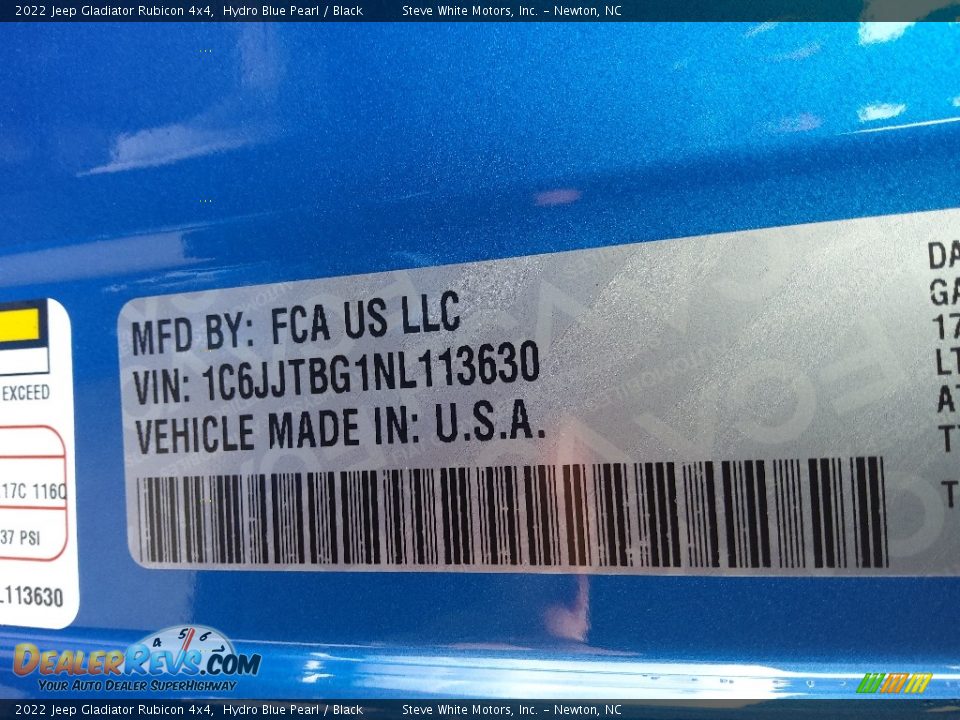 2022 Jeep Gladiator Rubicon 4x4, Hydro Blue Pearl / Black Steve White Motors, Inc. - Newton, NC
MFD BY: FCA US LLC
VIN: 1C6JJTBG1NL113630
VEHICLE MADE IN: U.S.A.
EXCEED
17C 116Q
37 PSI
L113630
DA
GA
17
LT
AT
T
DealerRevs.com
Your Auto Dealer SuperHighway
4 5 6
2022 Jeep Gladiator Rubicon 4x4, Hydro Blue Pearl / Black Steve White Motors, Inc. - Newton, NC